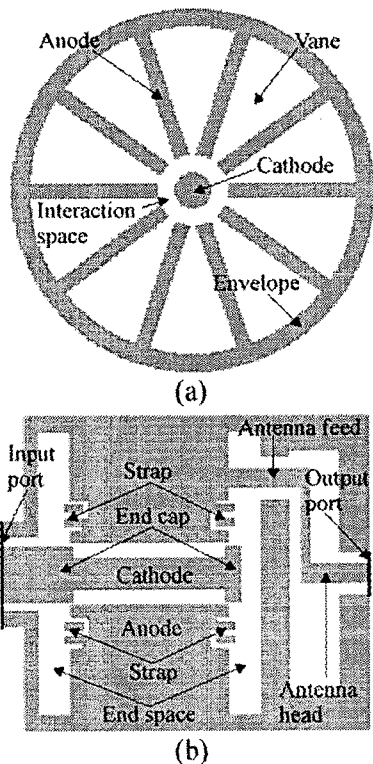 Anode
Vane
Cathode
Interaction
space
Envelope
(a)
Antenna feed
Input
port
Strap
Output
port
End cap
Cathode
Anode
Strap
End space
Antenna
head
(b)